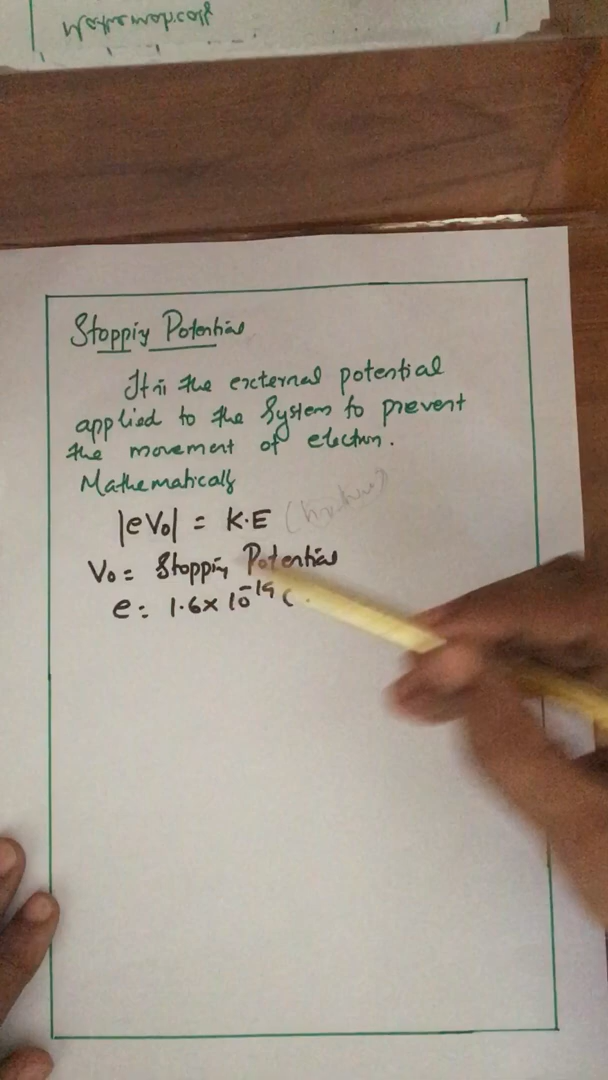 Mathematically
Stopping Potential
It is the external potential
applied to the System to prevent
the movement of electron.
Mathematically
|eV₀| = K.E
V₀ = Stopping Potential
e = 1.6 x 10⁻¹⁹ C.